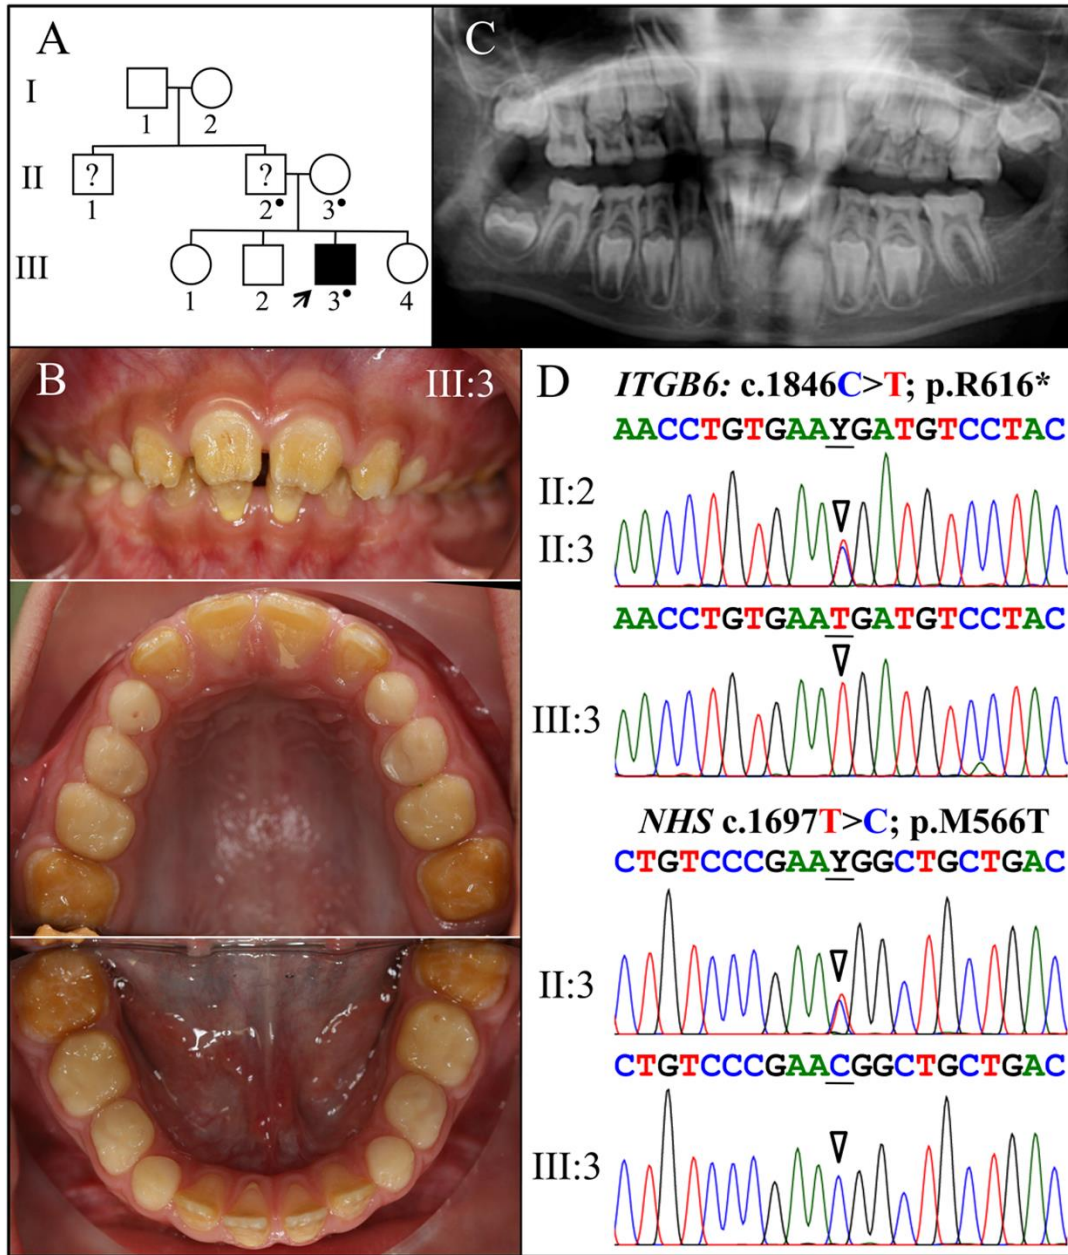 A
I
1 2
II
? ?
1 2• 3•
III
1 2 3• 4
C
B III:3
D ITGB6: c.1846C>T; p.R616*
AACCTGTGAAYGATGTCCTAC
II:2
II:3
AACCTGTGAATGATGTCCTAC
III:3
NHS c.1697T>C; p.M566T
CTGTCCCGAAYGGCTGCTGAC
II:3
CTGTCCCGAACGGCTGCTGAC
III:3